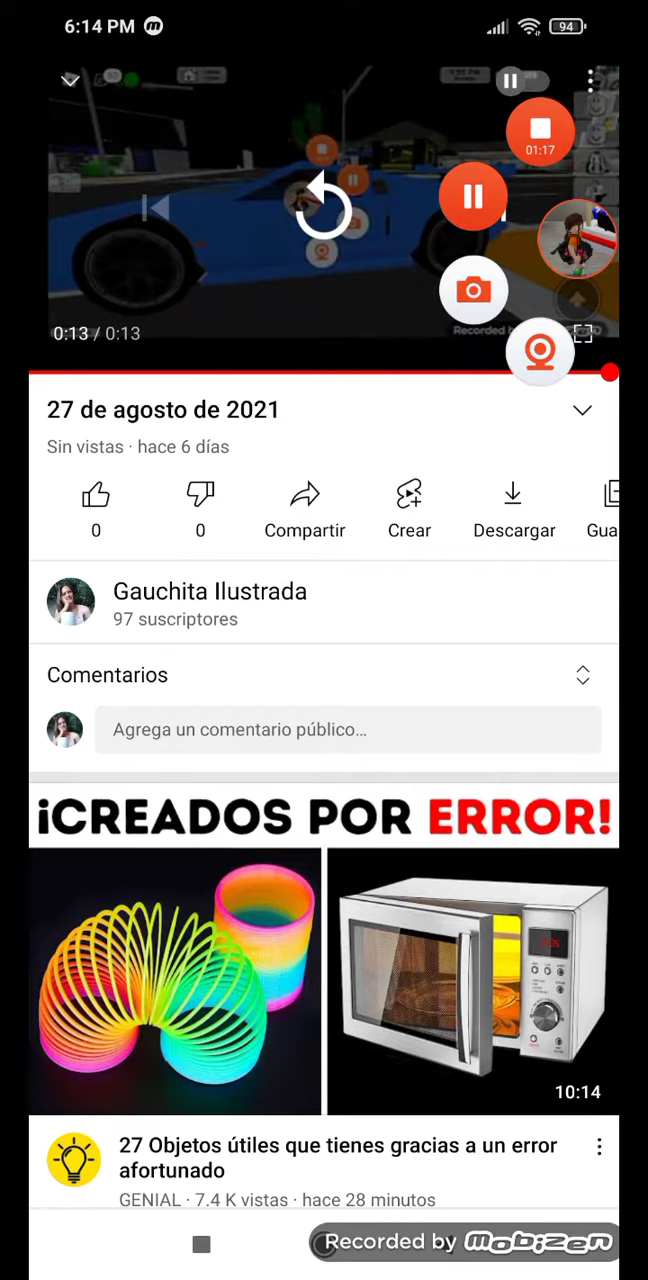 6:14 PM
94
01:17
0:13 / 0:13
Recorded by
27 de agosto de 2021
Sin vistas · hace 6 días
0
0
Compartir
Crear
Descargar
Gua
Gauchita Ilustrada
97 suscriptores
Comentarios
Agrega un comentario público...
¡CREADOS POR ERROR!
10:14
27 Objetos útiles que tienes gracias a un error
afortunado
GENIAL · 7.4 K vistas · hace 28 minutos
Recorded by mobizen